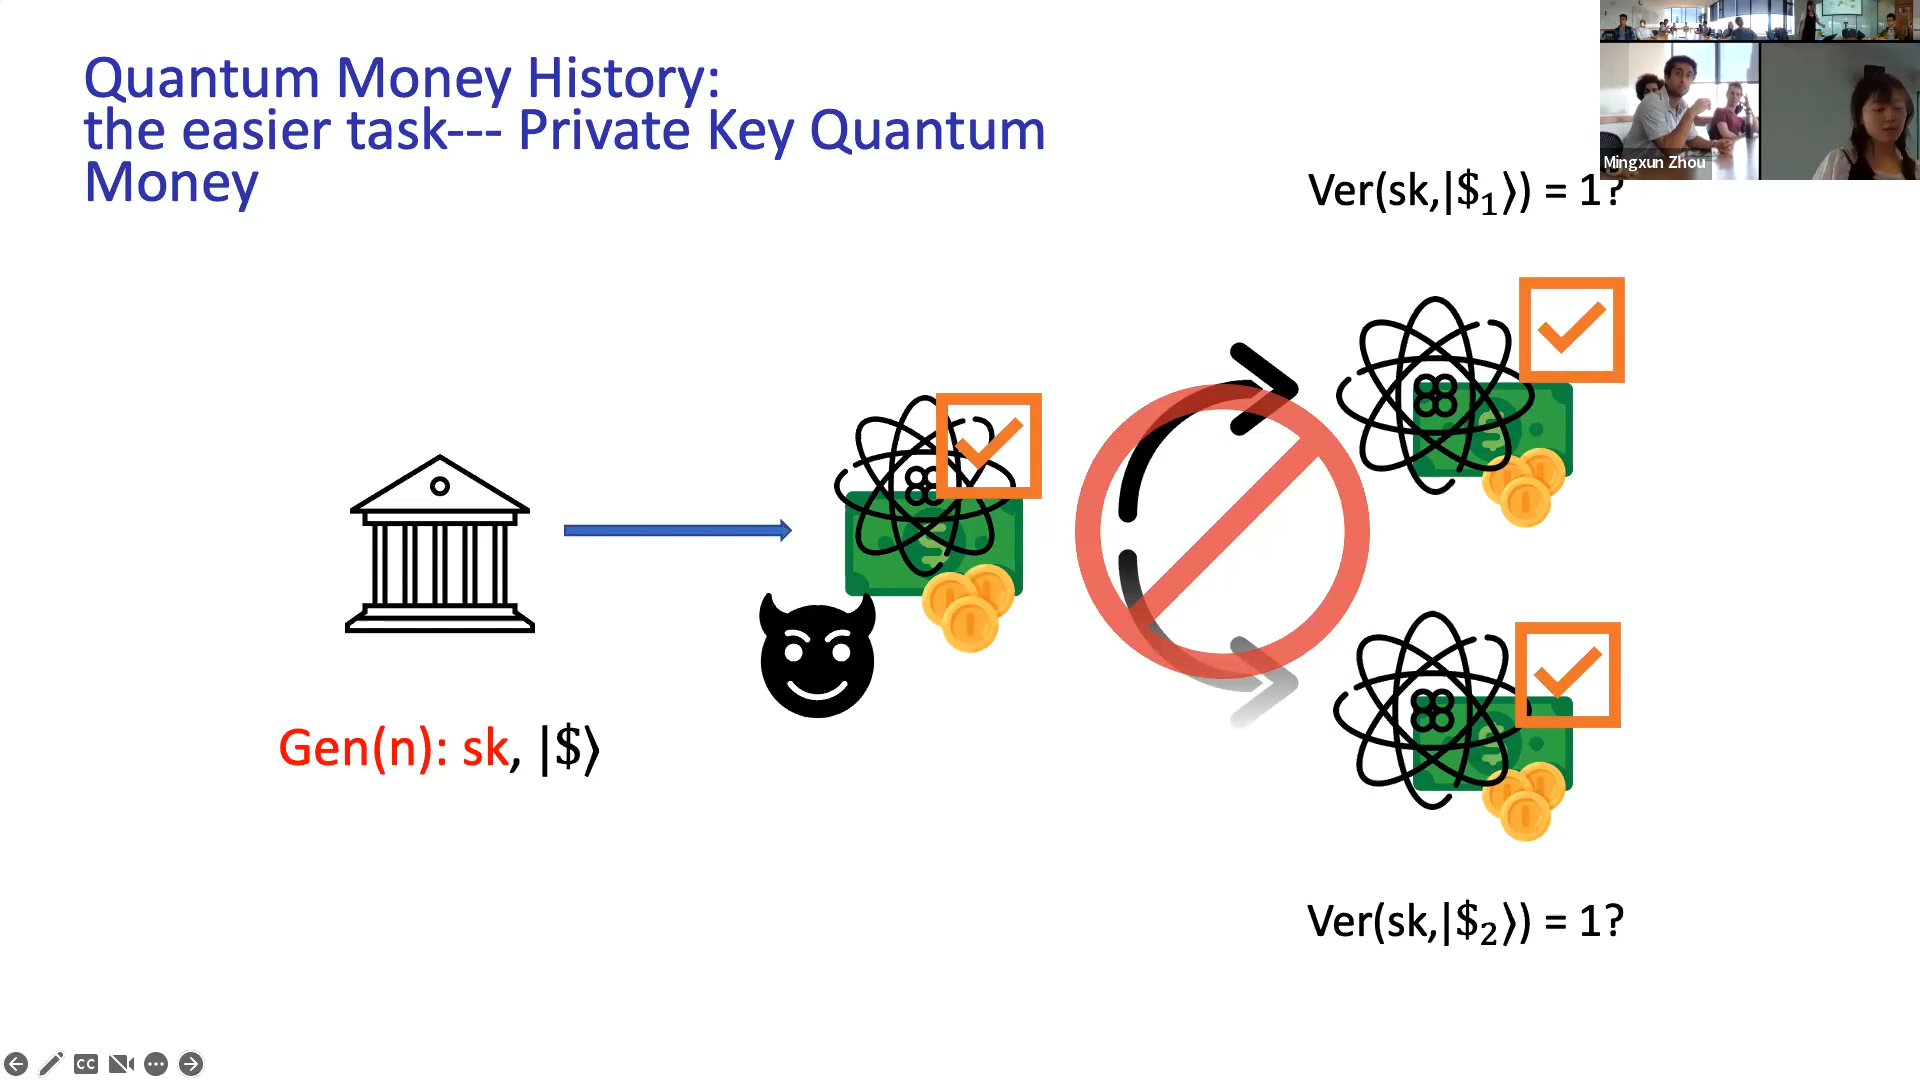 Quantum Money History:
the easier task--- Private Key Quantum
Money
Mingxun Zhou
Ver(sk,|$₁⟩) = 1?
Gen(n): sk, |$⟩
Ver(sk,|$₂⟩) = 1?
CC